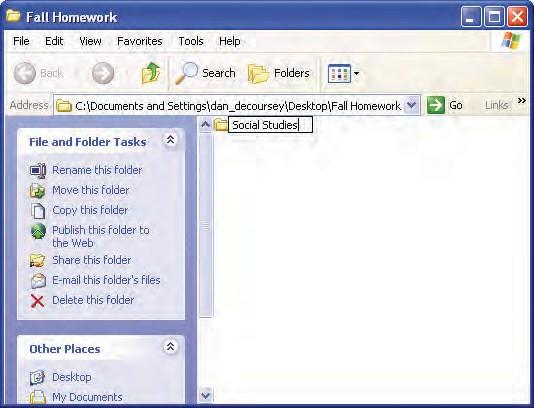 Fall Homework
File Edit View Favorites Tools Help
Back Search Folders
Address C:\Documents and Settings\dan_decoursey\Desktop\Fall Homework Go Links »
File and Folder Tasks
Social Studies
Rename this folder
Move this folder
Copy this folder
Publish this folder to
the Web
Share this folder
E-mail this folder's files
Delete this folder
Other Places
Desktop
My Documents